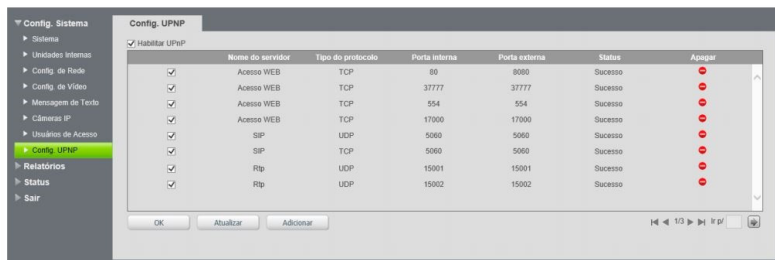 Config. Sistema
Sistema
Unidades Internas
Config. de Rede
Config. de Vídeo
Mensagem de Texto
Câmeras IP
Usuários de Acesso
Config. UPNP
Relatórios
Status
Sair
Config. UPNP
Habilitar UPnP
Nome do servidor Tipo do protocolo Porta interna Porta externa Status Apagar
Acesso WEB TCP 80 8080 Sucesso
Acesso WEB TCP 37777 37777 Sucesso
Acesso WEB TCP 554 554 Sucesso
Acesso WEB TCP 17000 17000 Sucesso
SIP UDP 5060 5060 Sucesso
SIP TCP 5060 5060 Sucesso
Rtp UDP 15001 15001 Sucesso
Rtp UDP 15002 15002 Sucesso
OK Atualizar Adicionar 1/3 Ir p/